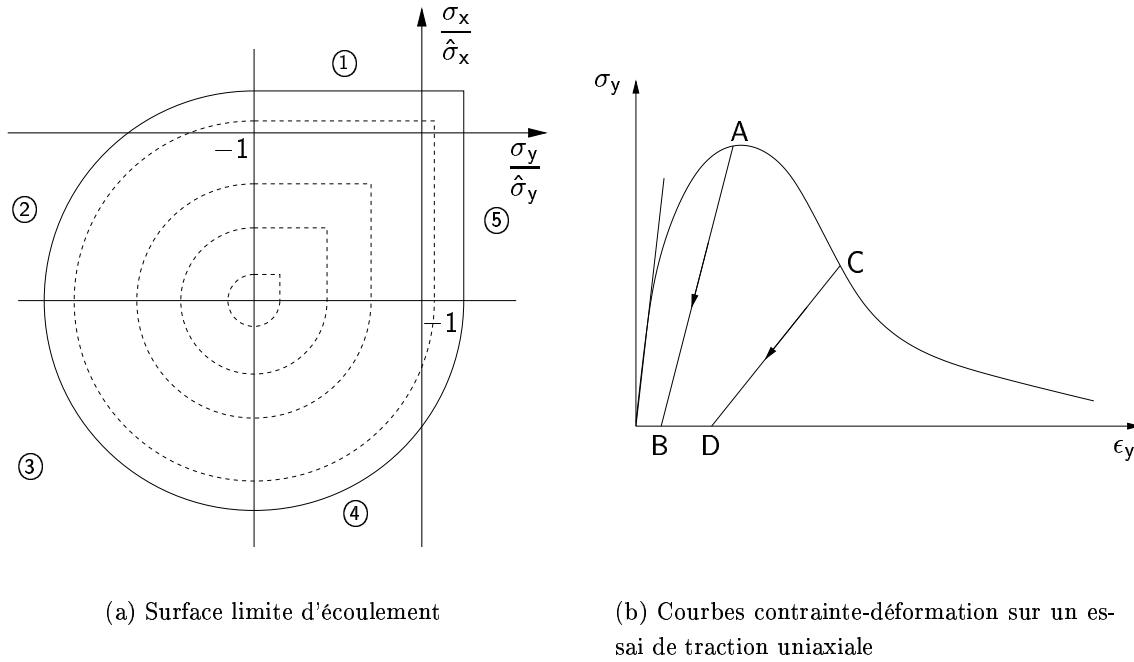 σx
σ̂x
①
−1
σy
σ̂y
②
⑤
−1
③
④
(a) Surface limite d'écoulement
σy
A
C
B D
ϵy
(b) Courbes contrainte-déformation sur un es-
sai de traction uniaxiale